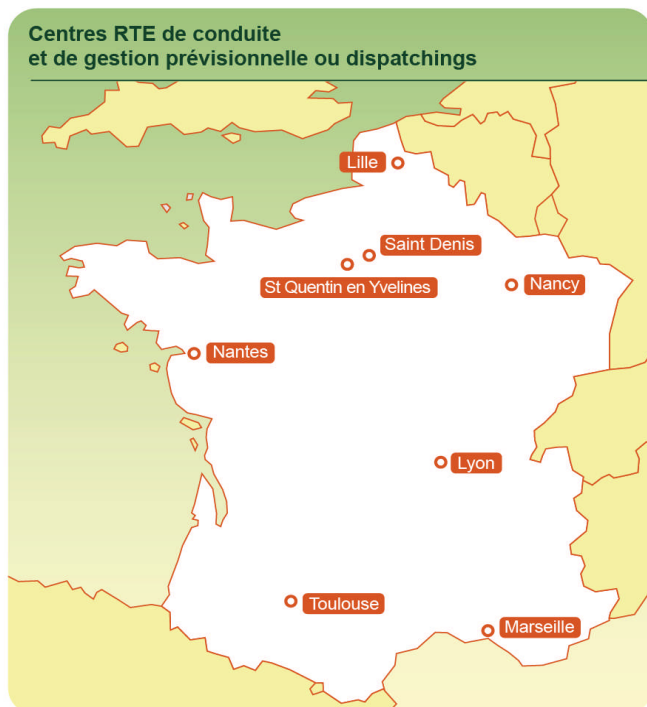 Centres RTE de conduite
et de gestion prévisionnelle ou dispatchings
Lille
Saint Denis
St Quentin en Yvelines
Nancy
Nantes
Lyon
Toulouse
Marseille